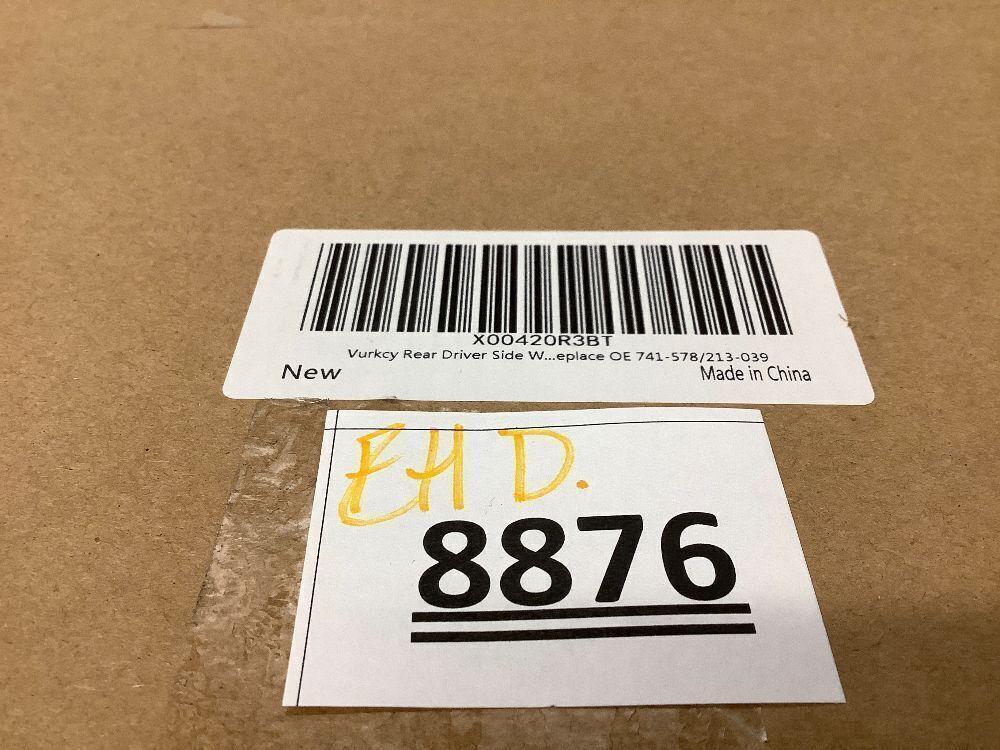 X00420R3BT
Vurkcy Rear Driver Side W...eplace OE 741-578/213-039
New
Made in China
EH D.
8876